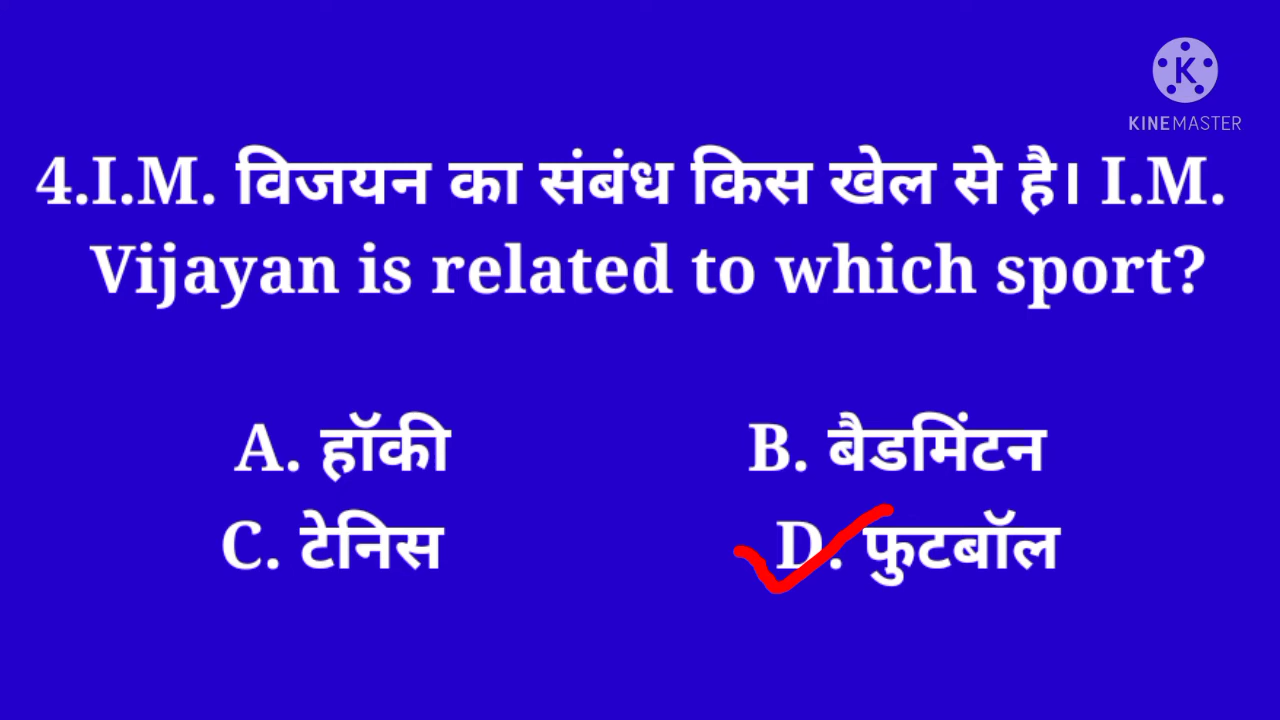 KINEMASTER
4.I.M. विजयन का संबंध किस खेल से है। I.M.
Vijayan is related to which sport?
A. हॉकी B. बैडमिंटन
C. टेनिस D. फुटबॉल